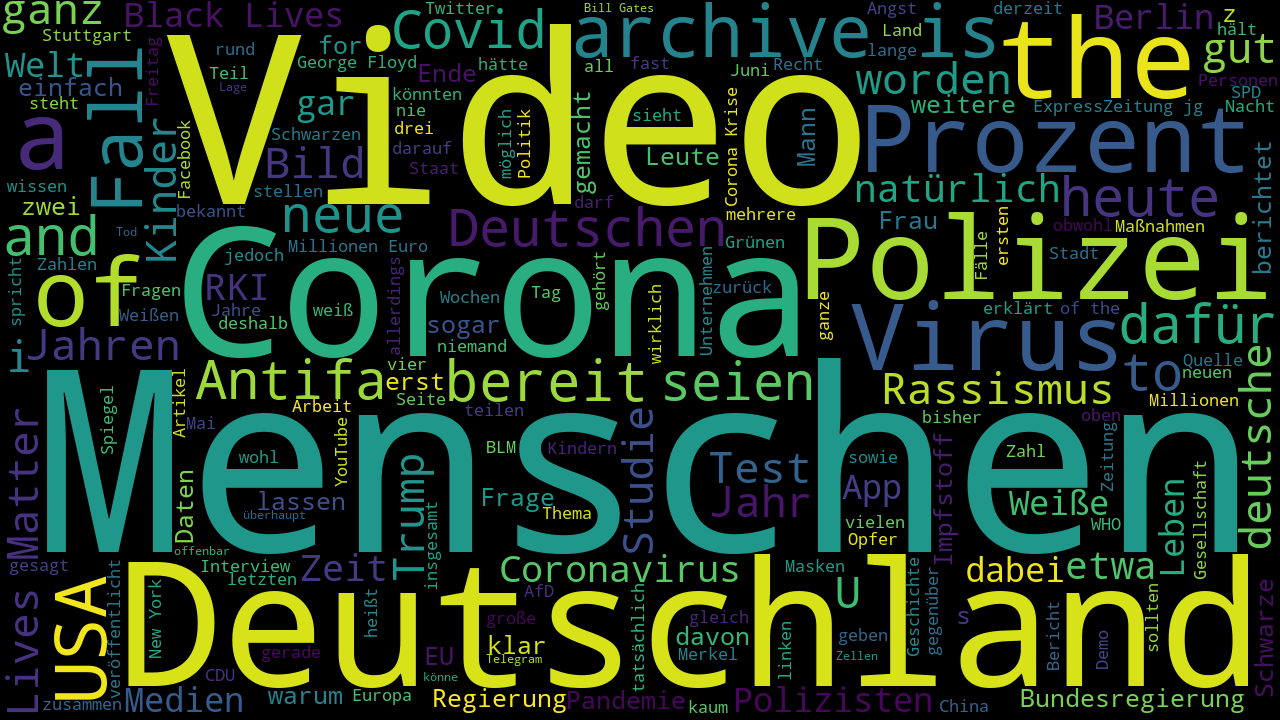 ganz
Black Lives
Twitter
Bill Gates
Angst
derzeit
Berlin
z
hält
Stuttgart
Covid
archive
is
the
Land
gut
Welt
rund
for
George Floyd
Ende
hätte
all
fast
Juni
lange
Recht
worden
Personen
SPD
Nacht
einfach
Fall
Freitag
Teil
Lage
Video
könnten
nie
weitere
ExpressZeitung jg
steht
gar
drei
sieht
Prozent
a
Kinder
Facebook
Schwarzen
Bild
darauf
Staat
möglich
Politik
gemacht
Leute
Corona Krise
Mann
wissen
stellen
darf
natürlich
heute
berichtet
zwei
bekannt
neue
Deutschen
mehrere
Frau
ersten
obwohl
Maßnahmen
and
Tod
jedoch
Millionen Euro
Grünen
Polizei
Fälle
Stadt
Zahlen
of
Fragen
RKI
Corona
allerdings
Wochen
Tag
gehört
Unternehmen
zurück
ganze
spricht
Weißen
Jahre
weiß
deshalb
sogar
niemand
wirklich
Virus
erklärt
of the
dafür
i
Jahren
vier
to
Quelle
neuen
Antifa
erst
bereit
seien
Rassismus
Millionen
deutsche
Menschen
Spiegel
Artikel
Mai
Arbeit
Seite
teilen
bisher
oben
Matter
YouTube
BLM
Kindern
Studie
Zahl
Zeitung
wohl
Trump
Test
sowie
Impfstoff
Daten
lassen
Frage
Thema
Jahr
App
Weiße
WHO
Leben
Gesellschaft
überhaupt
insgesamt
vielen
Opfer
offenbar
gesagt
Interview
Zeit
Coronavirus
Masken
dabei
etwa
letzten
veröffentlicht
New York
heißt
AfD
U
Geschichte
gegenüber
Schwarze
Lives
USA
Deutschland
große
tatsächlich
gleich
s
Bericht
Demo
sollten
gerade
klar
davon
geben
linken
CDU
EU
Telegram
Merkel
Zellen
könne
zusammen
Medien
warum
Europa
Regierung
Pandemie
kaum
Polizisten
China
Bundesregierung